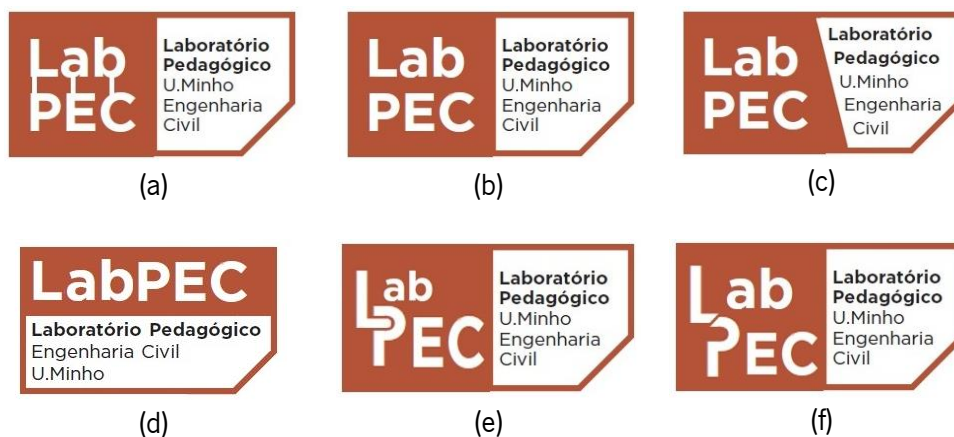 Lab
PEC
Laboratório
Pedagógico
U.Minho
Engenharia
Civil
(a)
Lab
PEC
Laboratório
Pedagógico
U.Minho
Engenharia
Civil
(b)
Lab
PEC
Laboratório
Pedagógico
U.Minho
Engenharia
Civil
(c)
LabPEC
Laboratório Pedagógico
Engenharia Civil
U.Minho
(d)
Lab
PEC
Laboratório
Pedagógico
U.Minho
Engenharia
Civil
(e)
Lab
PEC
Laboratório
Pedagógico
U.Minho
Engenharia
Civil
(f)